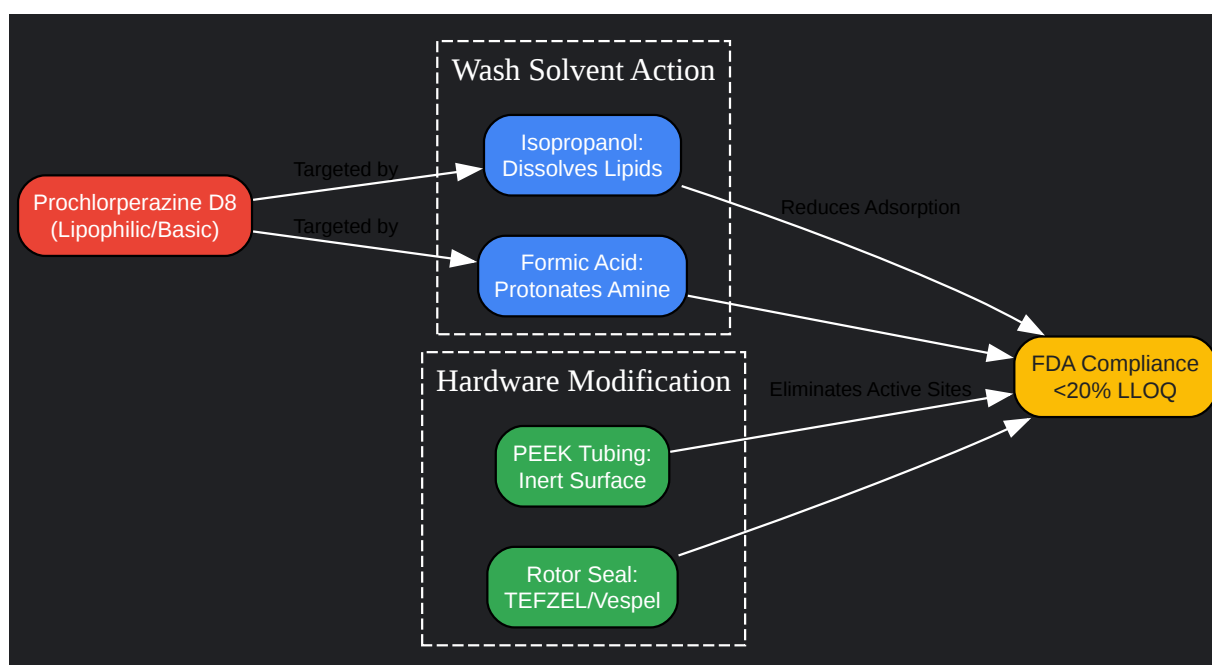 Wash Solvent Action
Isopropanol:
Dissolves Lipids
Targeted by
Prochlorperazine D8
(Lipophilic/Basic)
Reduces Adsorption
Targeted by
Formic Acid:
Protonates Amine
FDA Compliance
<20% LLOQ
Hardware Modification
Eliminates Active Sites
PEEK Tubing:
Inert Surface
Rotor Seal:
TEFZEL/Vespel